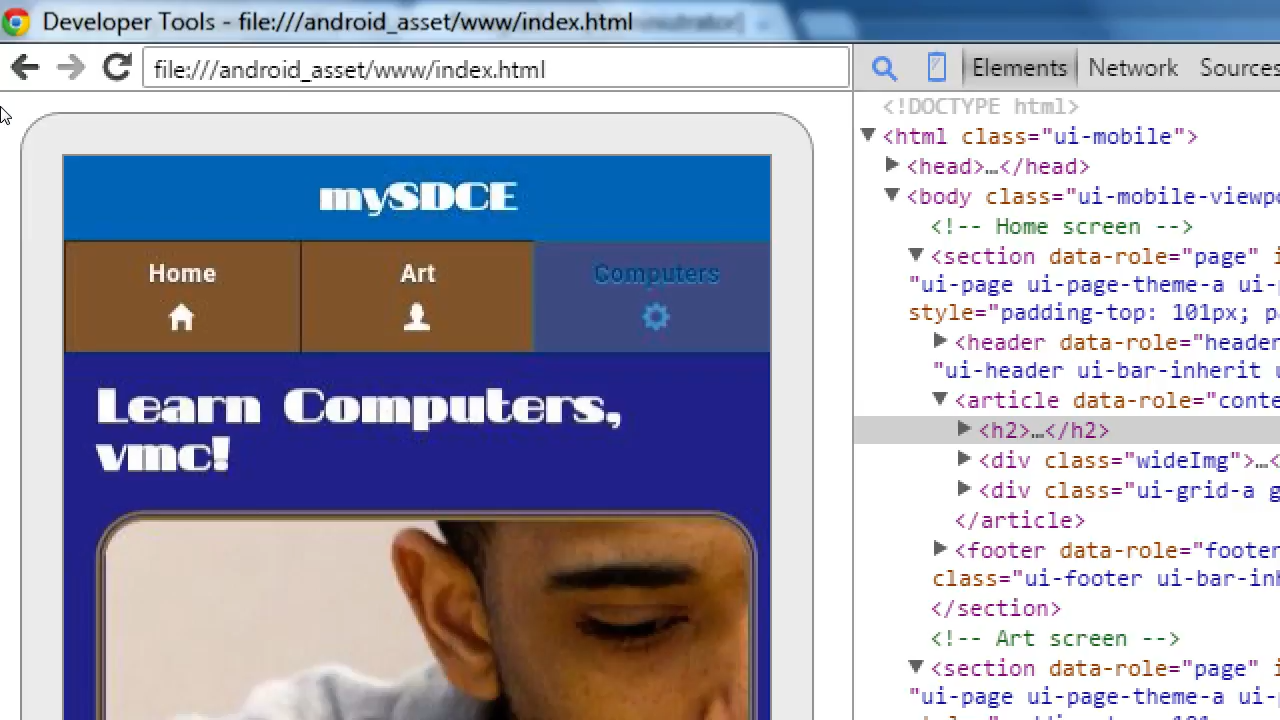 Developer Tools - file:///android_asset/www/index.html
file:///android_asset/www/index.html
Elements Network Sources
mySDCE
Home Art Computers
Learn Computers,
vmc!
<!DOCTYPE html>
<html class="ui-mobile">
<head>…</head>
<body class="ui-mobile-viewpo
<!-- Home screen -->
<section data-role="page" i
"ui-page ui-page-theme-a ui-p
style="padding-top: 101px; pa
<header data-role="header
"ui-header ui-bar-inherit u
<article data-role="conte
<h2>…</h2>
<div class="wideImg">…<
<div class="ui-grid-a g
</article>
<footer data-role="footer
class="ui-footer ui-bar-inh
</section>
<!-- Art screen -->
<section data-role="page" i
"ui-page ui-page-theme-a ui-p